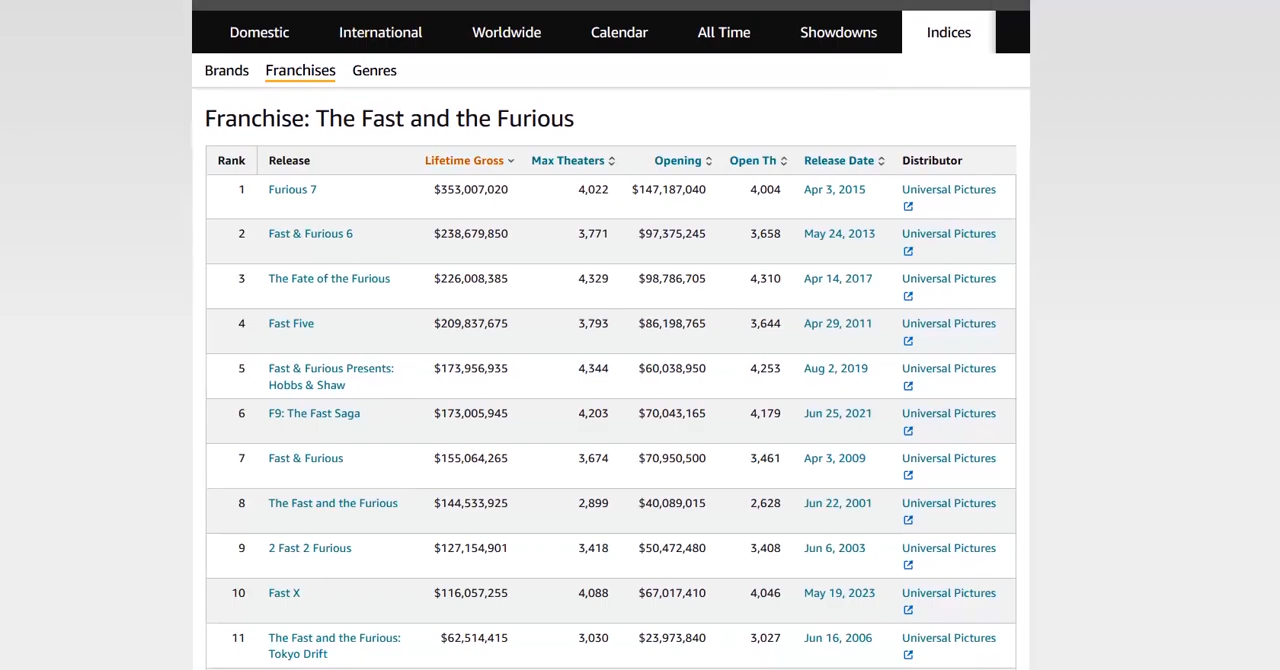 Domestic International Worldwide Calendar All Time Showdowns Indices
Brands Franchises Genres
Franchise: The Fast and the Furious
Rank Release Lifetime Gross Max Theaters Opening Open Th Release Date Distributor
1 Furious 7 $353,007,020 4,022 $147,187,040 4,004 Apr 3, 2015 Universal Pictures
2 Fast & Furious 6 $238,679,850 3,771 $97,375,245 3,658 May 24, 2013 Universal Pictures
3 The Fate of the Furious $226,008,385 4,329 $98,786,705 4,310 Apr 14, 2017 Universal Pictures
4 Fast Five $209,837,675 3,793 $86,198,765 3,644 Apr 29, 2011 Universal Pictures
5 Fast & Furious Presents: $173,956,935 4,344 $60,038,950 4,253 Aug 2, 2019 Universal Pictures
Hobbs & Shaw
6 F9: The Fast Saga $173,005,945 4,203 $70,043,165 4,179 Jun 25, 2021 Universal Pictures
7 Fast & Furious $155,064,265 3,674 $70,950,500 3,461 Apr 3, 2009 Universal Pictures
8 The Fast and the Furious $144,533,925 2,899 $40,089,015 2,628 Jun 22, 2001 Universal Pictures
9 2 Fast 2 Furious $127,154,901 3,418 $50,472,480 3,408 Jun 6, 2003 Universal Pictures
10 Fast X $116,057,255 4,088 $67,017,410 4,046 May 19, 2023 Universal Pictures
11 The Fast and the Furious: $62,514,415 3,030 $23,973,840 3,027 Jun 16, 2006 Universal Pictures
Tokyo Drift